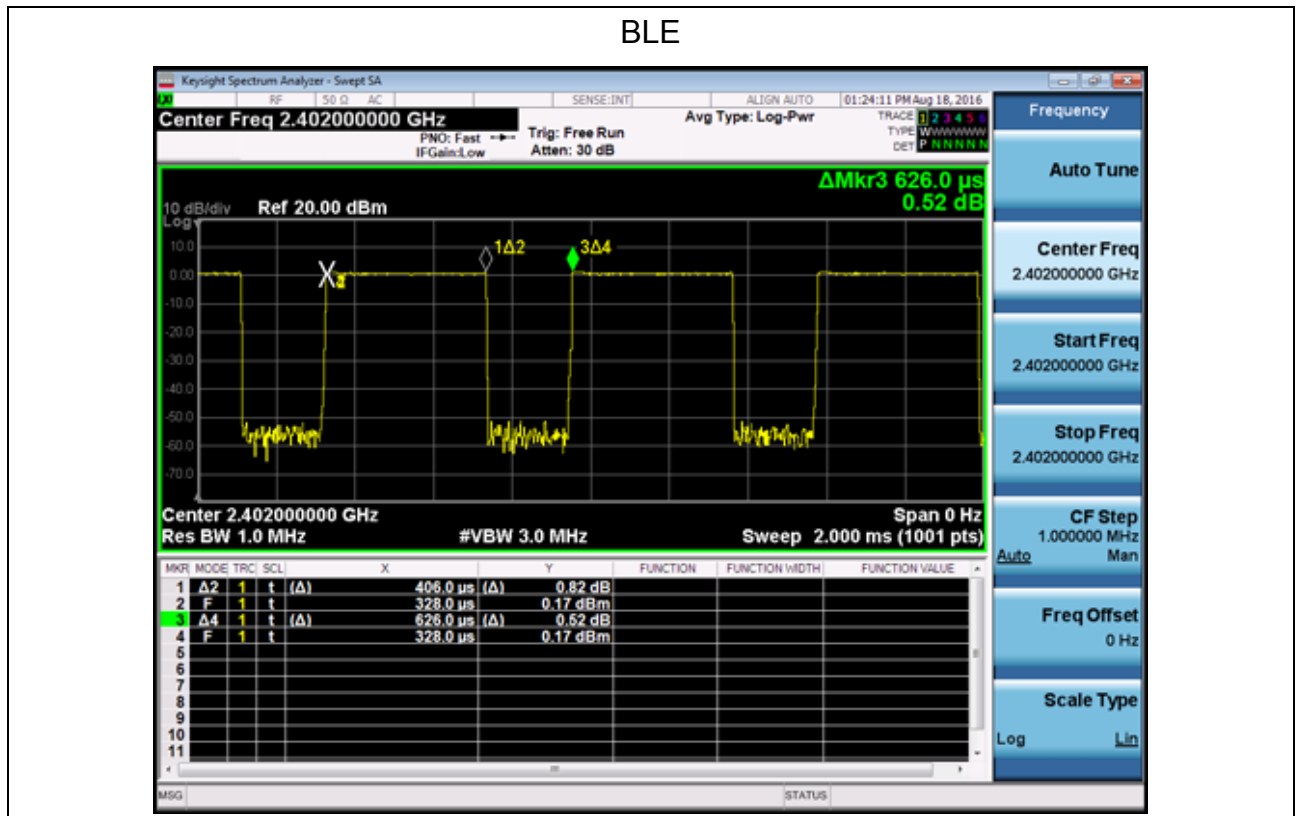 BLE
Keysight Spectrum Analyzer - Swept SA
RF 50 Ω AC SENSE:INT ALIGN AUTO 01:24:11 PM Aug 18, 2016
Center Freq 2.402000000 GHz
PNO: Fast
IFGain:Low
Trig: Free Run
Atten: 30 dB
Avg Type: Log-Pwr
TRACE 1 2 3 4 5 6
TYPE WWWWWW
DET P N N N N N
Frequency
Auto Tune
ΔMkr3 626.0 µs
0.52 dB
10 dB/div Ref 20.00 dBm
Log
10.0
0.00
-10.0
-20.0
-30.0
-40.0
-50.0
-60.0
-70.0
1Δ2
3Δ4
X
2
Center 2.402000000 GHz Span 0 Hz
Res BW 1.0 MHz #VBW 3.0 MHz Sweep 2.000 ms (1001 pts)
MKR MODE TRC SCL X Y FUNCTION FUNCTION WIDTH FUNCTION VALUE
1 Δ2 1 t (Δ) 406.0 µs (Δ) 0.82 dB
2 F 1 t 328.0 µs 0.17 dBm
3 Δ4 1 t (Δ) 626.0 µs (Δ) 0.52 dB
4 F 1 t 328.0 µs 0.17 dBm
5
6
7
8
9
10
11
Center Freq
2.402000000 GHz
Start Freq
2.402000000 GHz
Stop Freq
2.402000000 GHz
CF Step
1.000000 MHz
Auto Man
Freq Offset
0 Hz
Scale Type
Log Lin
MSG STATUS